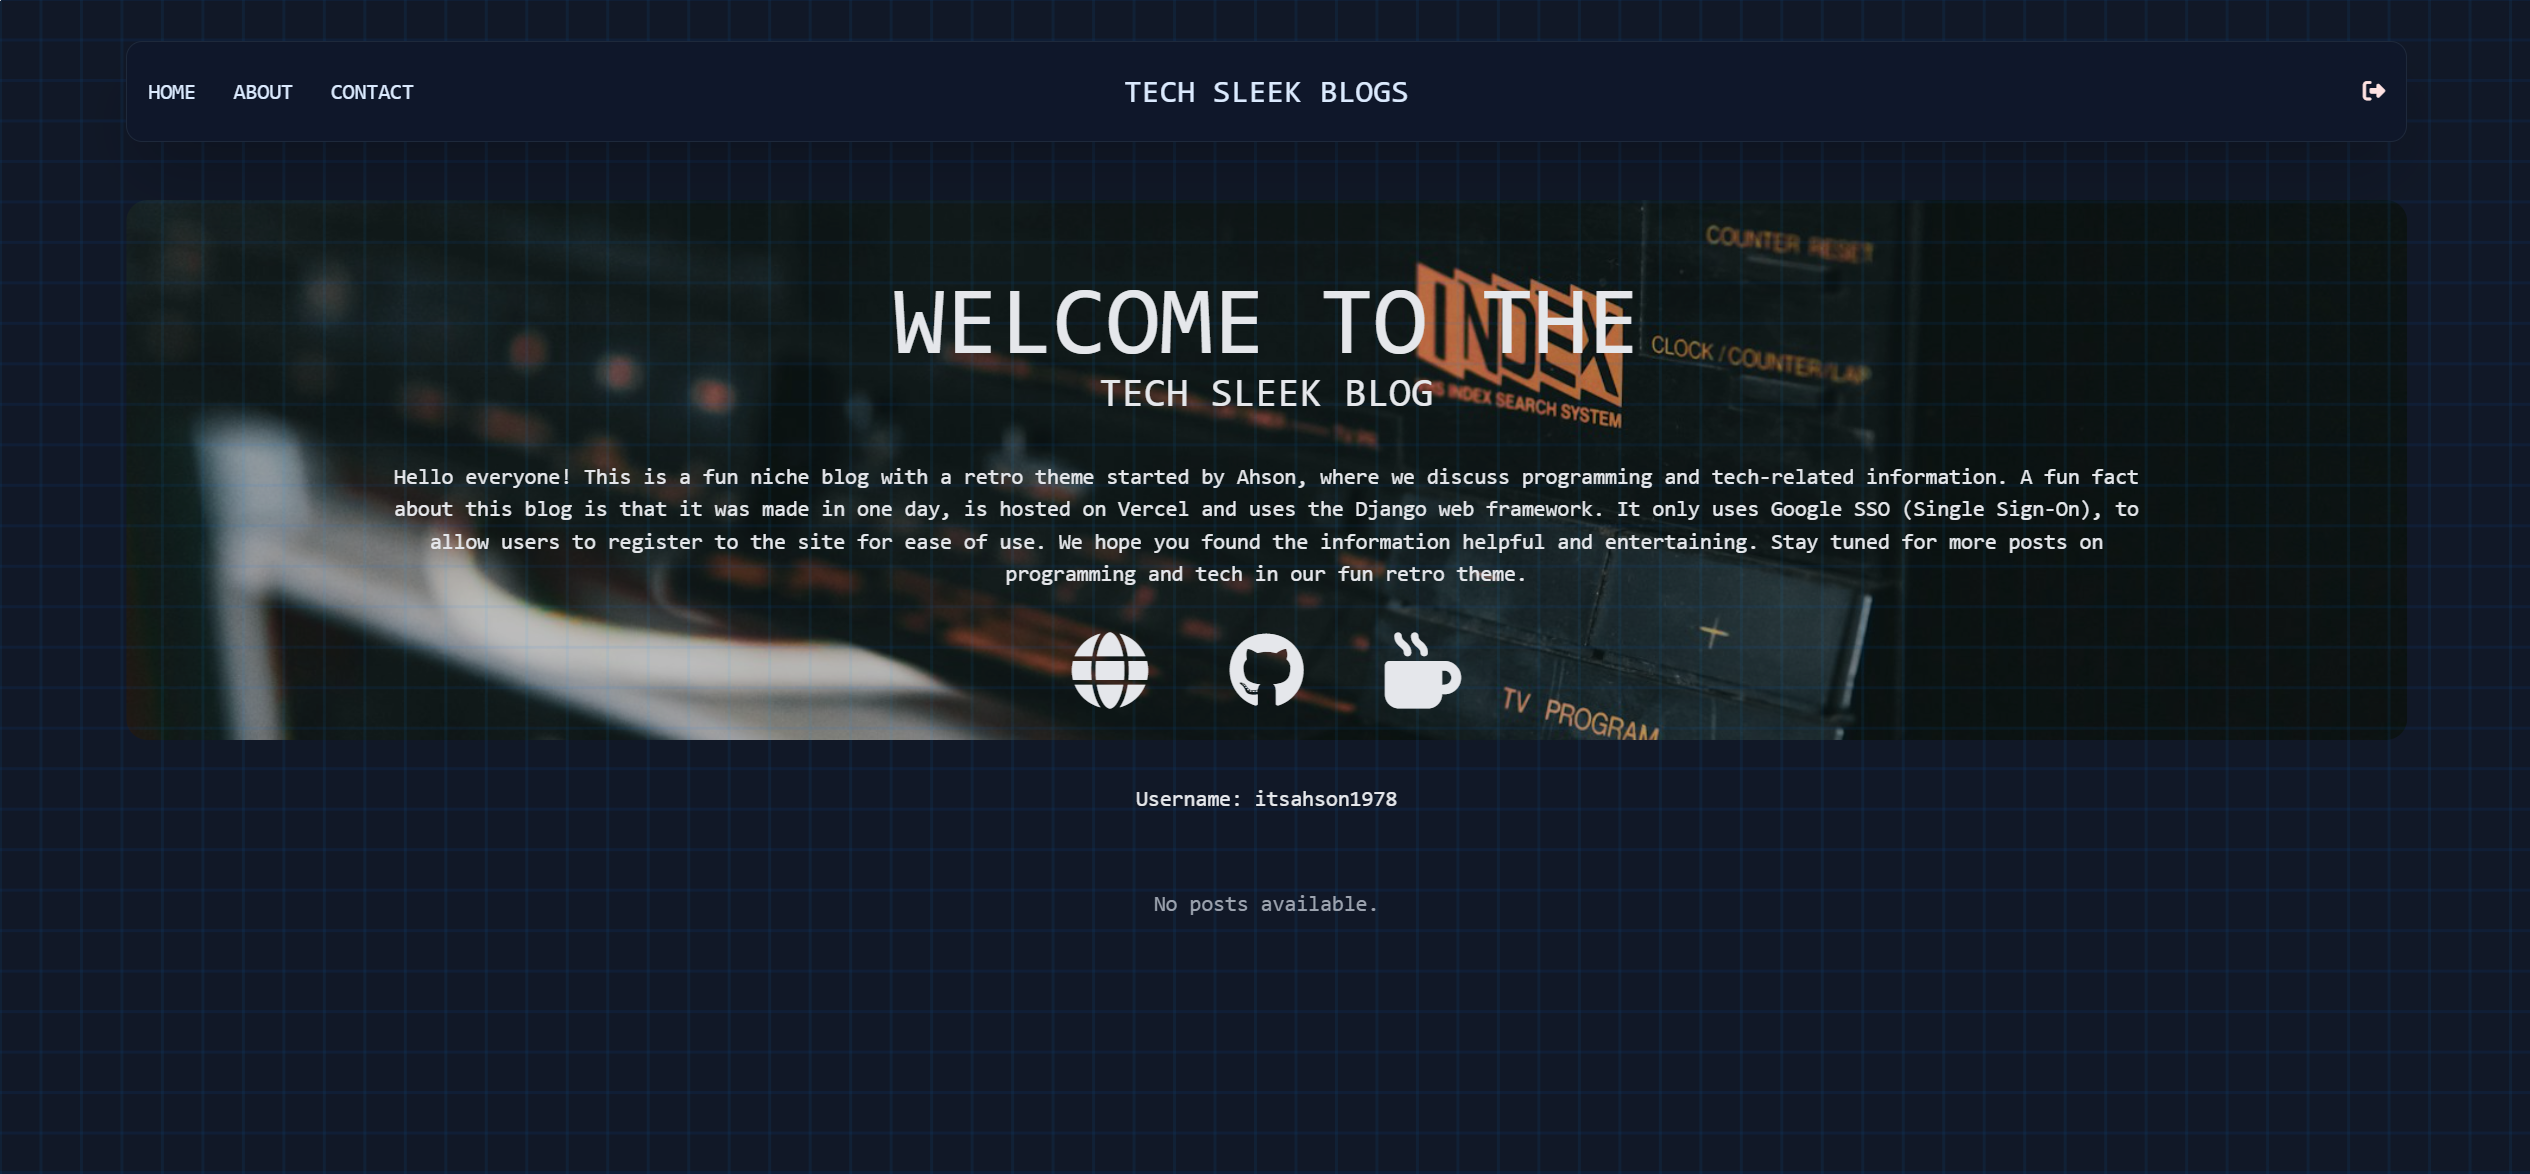 HOME ABOUT CONTACT
TECH SLEEK BLOGS
COUNTER RESET
WELCOME TO THE
INDEX
CLOCK / COUNTER/LAP
TECH SLEEK BLOG
INDEX SEARCH SYSTEM
Hello everyone! This is a fun niche blog with a retro theme started by Ahson, where we discuss programming and tech-related information. A fun fact
about this blog is that it was made in one day, is hosted on Vercel and uses the Django web framework. It only uses Google SSO (Single Sign-On), to
allow users to register to the site for ease of use. We hope you found the information helpful and entertaining. Stay tuned for more posts on
programming and tech in our fun retro theme.
TV PROGRAM
Username: itsahson1978
No posts available.